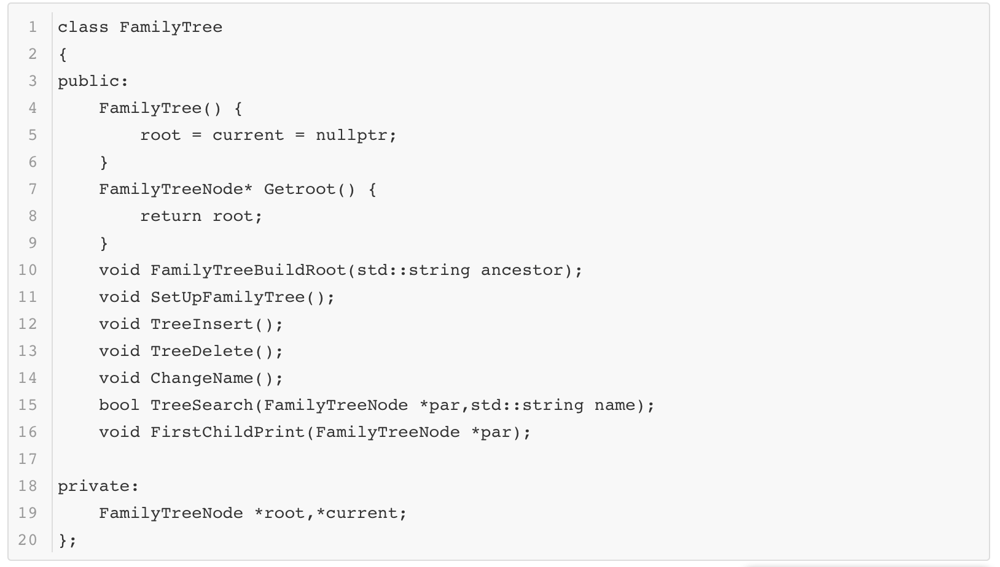 1 class FamilyTree
2 {
3 public:
4     FamilyTree() {
5         root = current = nullptr;
6     }
7     FamilyTreeNode* Getroot() {
8         return root;
9     }
10     void FamilyTreeBuildRoot(std::string ancestor);
11     void SetUpFamilyTree();
12     void TreeInsert();
13     void TreeDelete();
14     void ChangeName();
15     bool TreeSearch(FamilyTreeNode *par,std::string name);
16     void FirstChildPrint(FamilyTreeNode *par);
17
18 private:
19     FamilyTreeNode *root,*current;
20 };